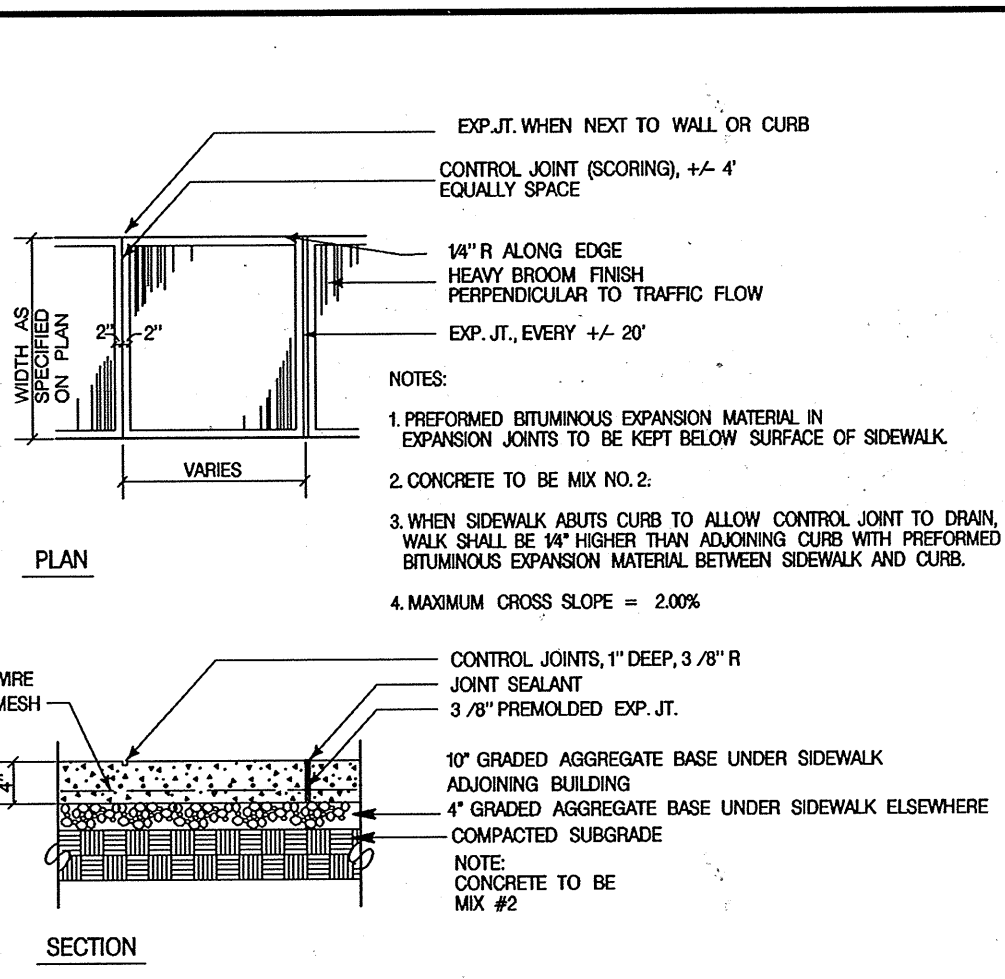 EXP.JT. WHEN NEXT TO WALL OR CURB
CONTROL JOINT (SCORING), +/- 4'
EQUALLY SPACE
1/4" R ALONG EDGE
HEAVY BROOM FINISH
PERPENDICULAR TO TRAFFIC FLOW
EXP. JT., EVERY +/- 20'
WIDTH AS
SPECIFIED
ON PLAN
2" 2"
VARIES
PLAN
NOTES:
1. PREFORMED BITUMINOUS EXPANSION MATERIAL IN
EXPANSION JOINTS TO BE KEPT BELOW SURFACE OF SIDEWALK.
2. CONCRETE TO BE MIX NO. 2.
3. WHEN SIDEWALK ABUTS CURB TO ALLOW CONTROL JOINT TO DRAIN,
WALK SHALL BE 1/4" HIGHER THAN ADJOINING CURB WITH PREFORMED
BITUMINOUS EXPANSION MATERIAL BETWEEN SIDEWALK AND CURB.
4. MAXIMUM CROSS SLOPE = 2.00%
CONTROL JOINTS, 1" DEEP, 3/8" R
JOINT SEALANT
3/8" PREMOLDED EXP. JT.
WIRE
MESH
4"
10" GRADED AGGREGATE BASE UNDER SIDEWALK
ADJOINING BUILDING
4" GRADED AGGREGATE BASE UNDER SIDEWALK ELSEWHERE
COMPACTED SUBGRADE
NOTE:
CONCRETE TO BE
MIX #2
SECTION